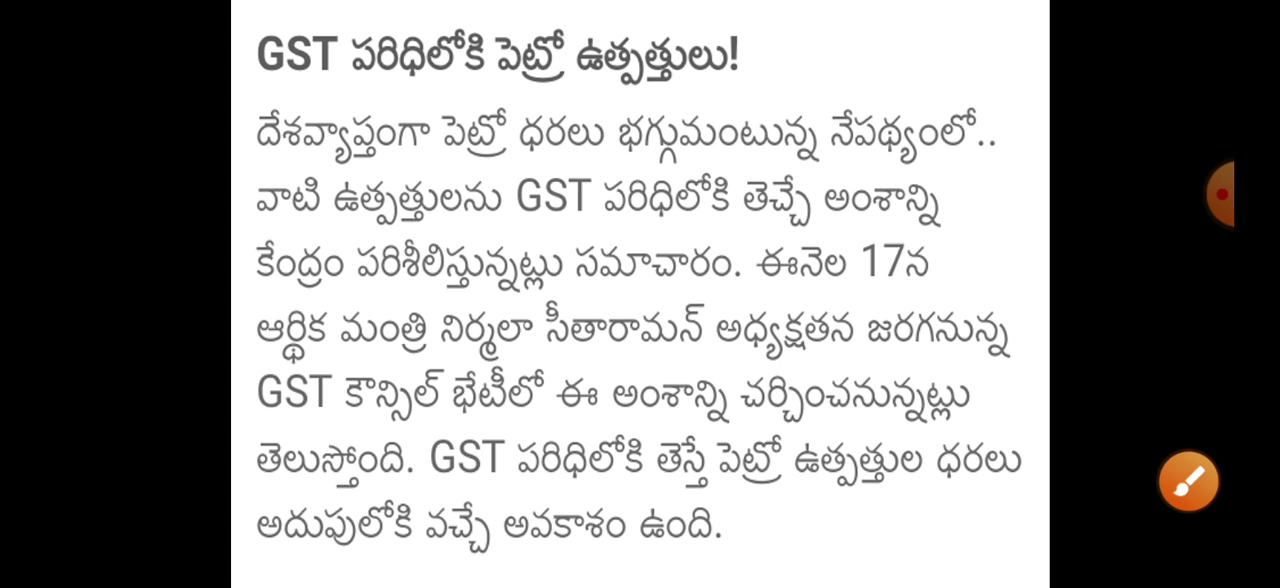 GST పరిధిలోకి పెట్రో ఉత్పత్తులు!
దేశవ్యాప్తంగా పెట్రో ధరలు భగ్గుమంటున్న నేపథ్యంలో..
వాటి ఉత్పత్తులను GST పరిధిలోకి తెచ్చే అంశాన్ని
కేంద్రం పరిశీలిస్తున్నట్లు సమాచారం. ఈనెల 17న
ఆర్థిక మంత్రి నిర్మలా సీతారామన్ అధ్యక్షతన జరగనున్న
GST కౌన్సిల్ భేటీలో ఈ అంశాన్ని చర్చించనున్నట్లు
తెలుస్తోంది. GST పరిధిలోకి తెస్తే పెట్రో ఉత్పత్తుల ధరలు
అదుపులోకి వచ్చే అవకాశం ఉంది.